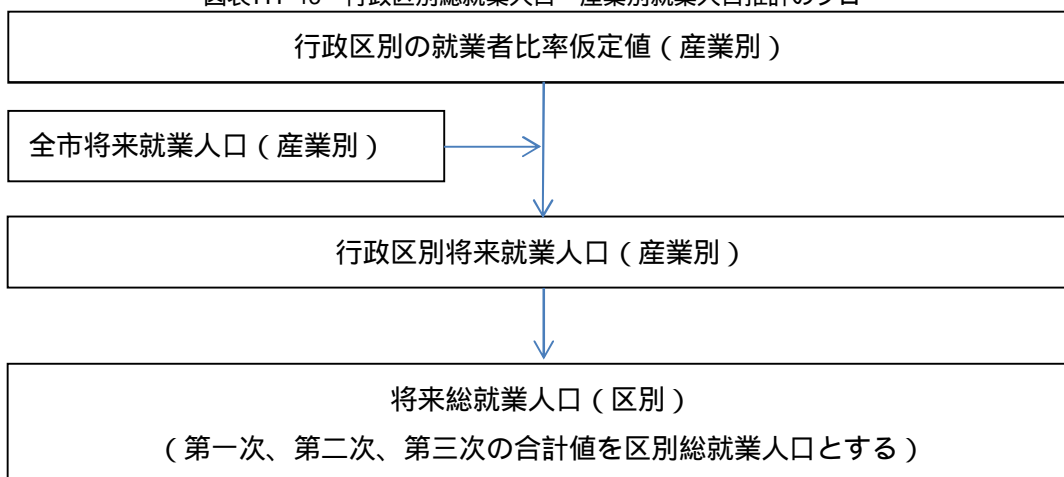 行政区別の就業者比率仮定値（産業別）
全市将来就業人口（産業別）
行政区別将来就業人口（産業別）
将来総就業人口（区別）
（第一次、第二次、第三次の合計値を区別総就業人口とする）